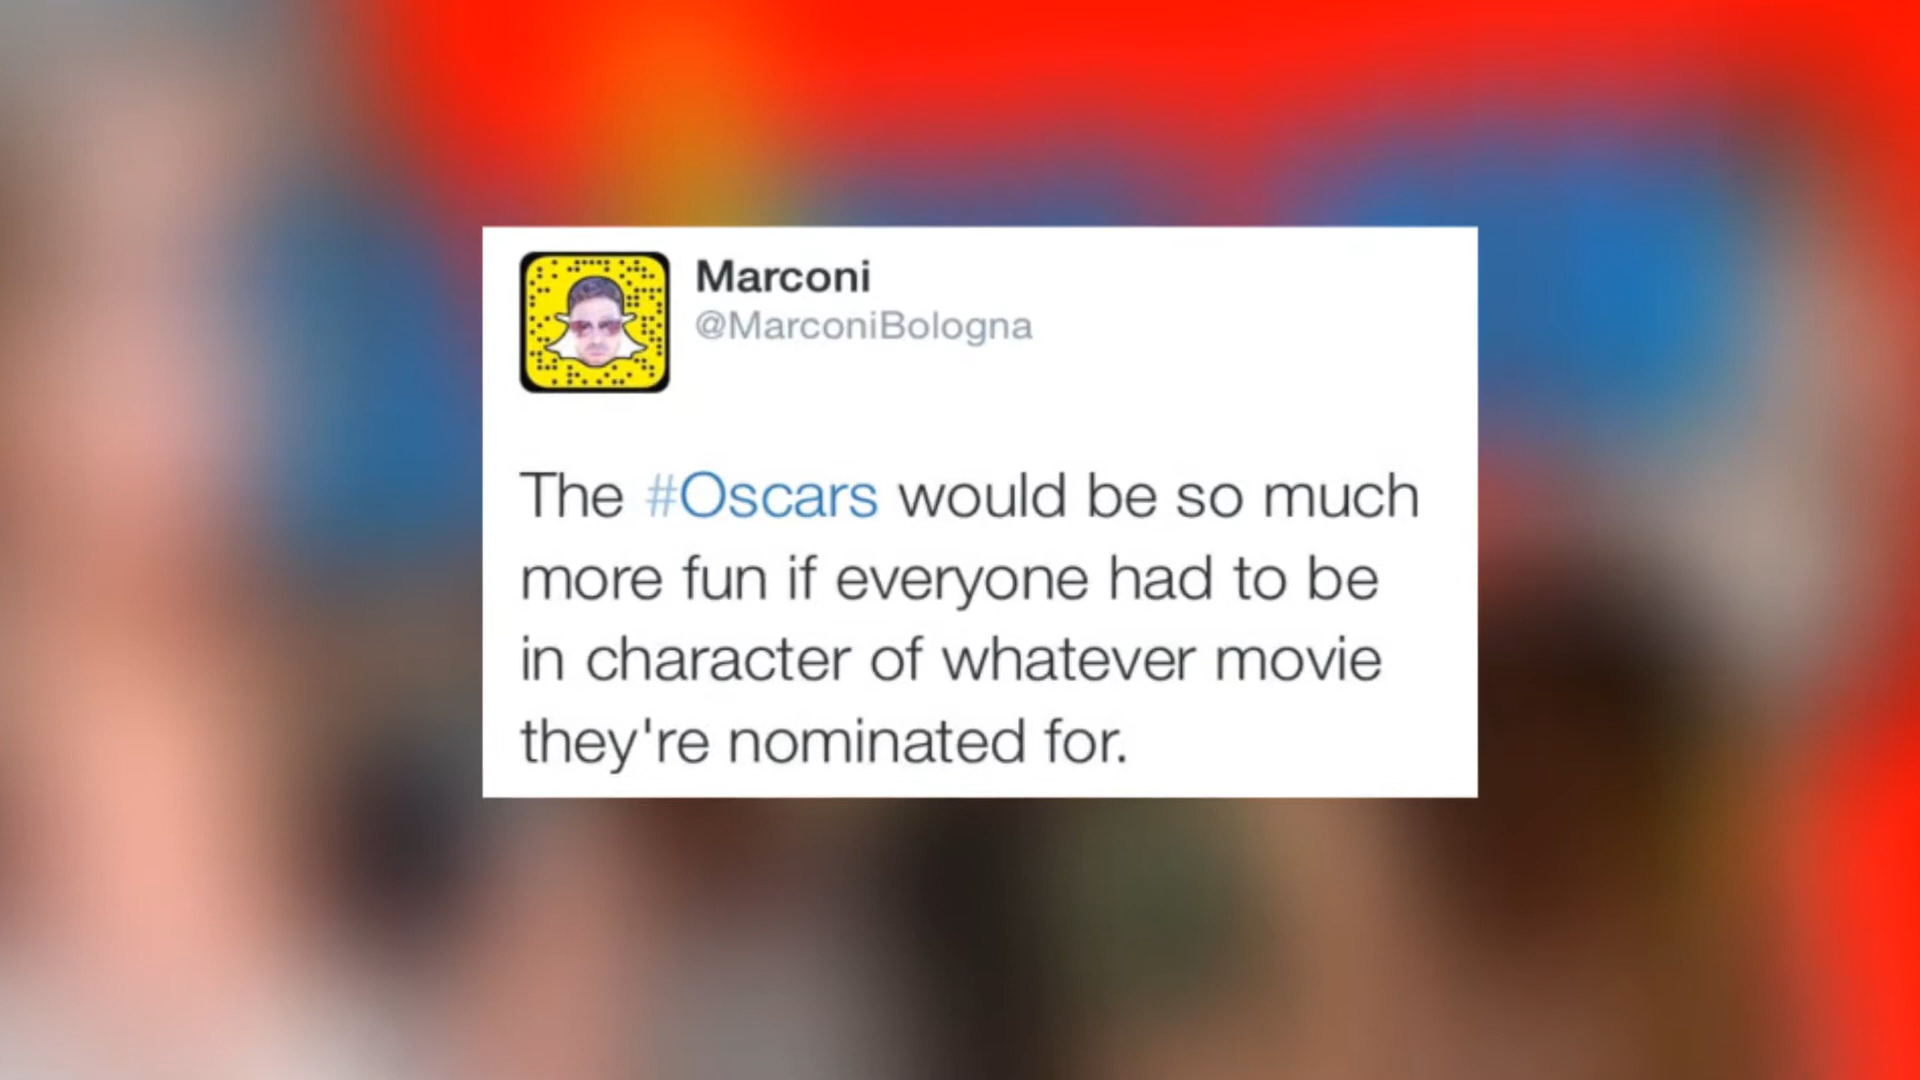 Marconi
@MarconiBologna
The #Oscars would be so much
more fun if everyone had to be
in character of whatever movie
they're nominated for.